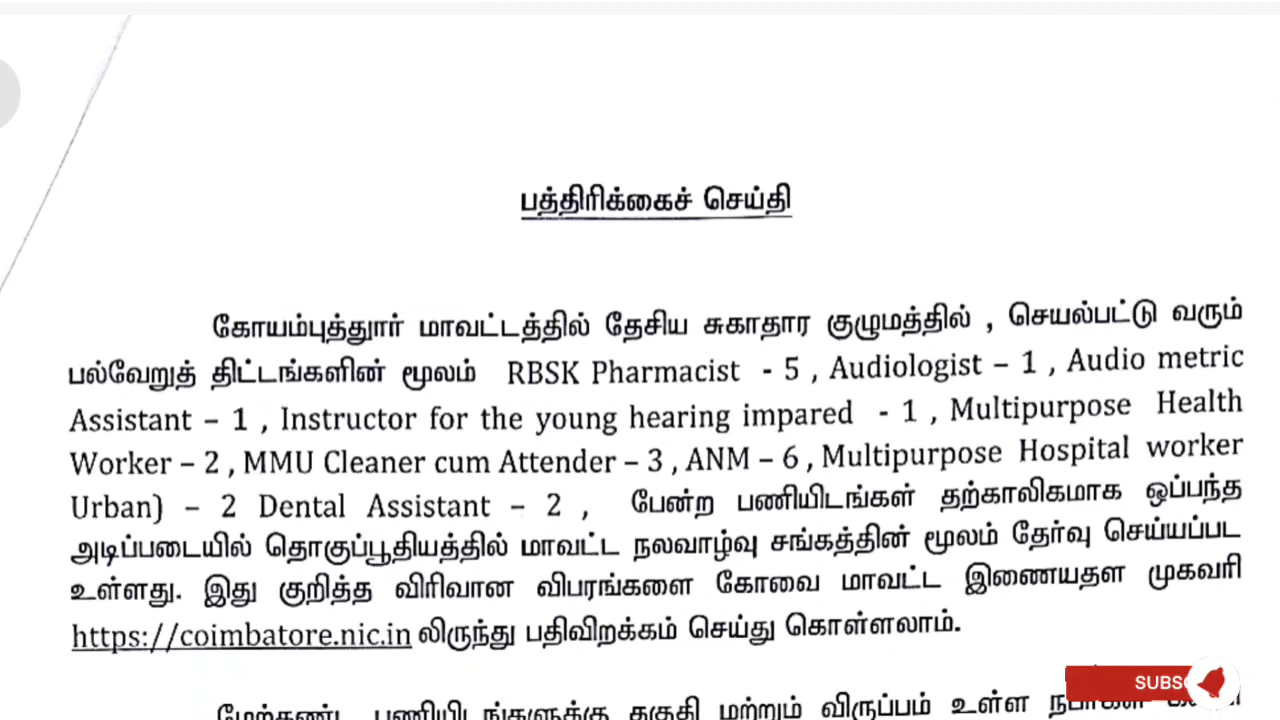 பத்திரிக்கைச் செய்தி
கோயம்புத்தூர் மாவட்டத்தில் தேசிய சுகாதார குழுமத்தில் , செயல்பட்டு வரும்
பல்வேறுத் திட்டங்களின் மூலம் RBSK Pharmacist - 5 , Audiologist – 1 , Audio metric
Assistant – 1 , Instructor for the young hearing impared - 1 , Multipurpose Health
Worker – 2 , MMU Cleaner cum Attender – 3 , ANM – 6 , Multipurpose Hospital worker
Urban) – 2 Dental Assistant – 2 , பேன்ற பணியிடங்கள் தற்காலிகமாக ஒப்பந்த
அடிப்படையில் தொகுப்பூதியத்தில் மாவட்ட நலவாழ்வு சங்கத்தின் மூலம் தேர்வு செய்யப்பட
உள்ளது. இது குறித்த விரிவான விபரங்களை கோவை மாவட்ட இணையதள முகவரி
https://coimbatore.nic.in லிருந்து பதிவிறக்கம் செய்து கொள்ளலாம்.
மேற்கண்ட பணியிடங்களுக்கு தகுதி மற்றும் விருப்பம் உள்ள
SUBS